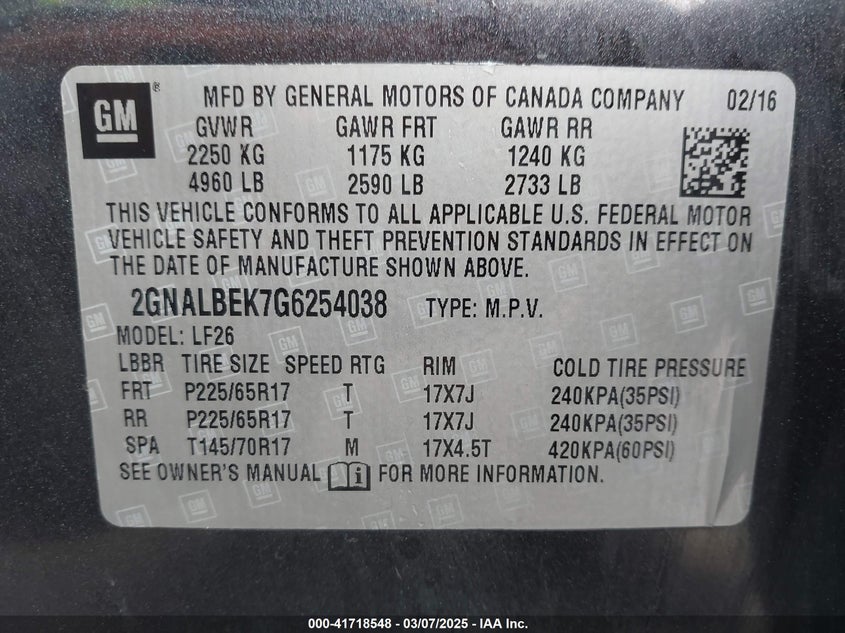 GM ® MFD BY GENERAL MOTORS OF CANADA COMPANY 02/16
GVWR GAWR FRT GAWR RR
2250 KG 1175 KG 1240 KG
4960 LB 2590 LB 2733 LB
THIS VEHICLE CONFORMS TO ALL APPLICABLE U.S. FEDERAL MOTOR
VEHICLE SAFETY AND THEFT PREVENTION STANDARDS IN EFFECT ON
THE DATE OF MANUFACTURE SHOWN ABOVE.
2GNALBEK7G6254038 TYPE: M.P.V.
MODEL: LF26
LBBR TIRE SIZE SPEED RTG RIM COLD TIRE PRESSURE
FRT P225/65R17 T 17X7J 240KPA(35PSI)
RR P225/65R17 T 17X7J 240KPA(35PSI)
SPA T145/70R17 M 17X4.5T 420KPA(60PSI)
SEE OWNER'S MANUAL FOR MORE INFORMATION.
000-41718548 - 03/07/2025 - IAA Inc.